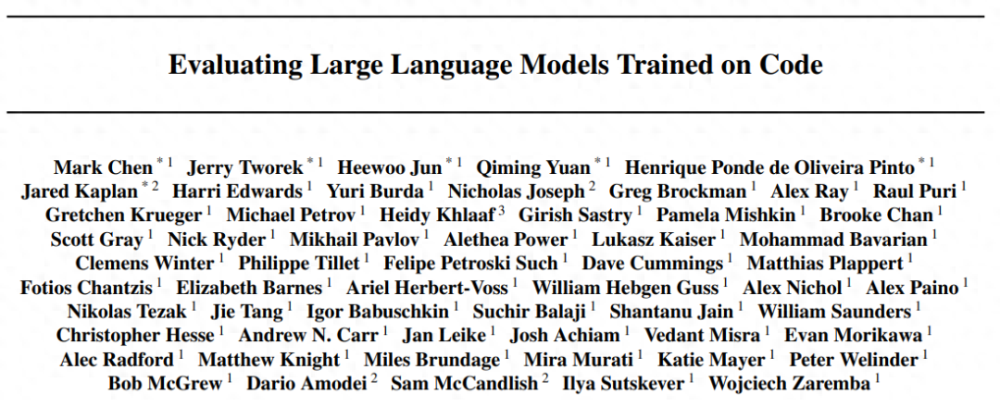 Evaluating Large Language Models Trained on Code
Mark Chen * 1 Jerry Tworek * 1 Heewoo Jun * 1 Qiming Yuan * 1 Henrique Ponde de Oliveira Pinto * 1
Jared Kaplan * 2 Harri Edwards 1 Yuri Burda 1 Nicholas Joseph 2 Greg Brockman 1 Alex Ray 1 Raul Puri 1
Gretchen Krueger 1 Michael Petrov 1 Heidy Khlaaf 3 Girish Sastry 1 Pamela Mishkin 1 Brooke Chan 1
Scott Gray 1 Nick Ryder 1 Mikhail Pavlov 1 Alethea Power 1 Lukasz Kaiser 1 Mohammad Bavarian 1
Clemens Winter 1 Philippe Tillet 1 Felipe Petroski Such 1 Dave Cummings 1 Matthias Plappert 1
Fotios Chantzis 1 Elizabeth Barnes 1 Ariel Herbert-Voss 1 William Hebgen Guss 1 Alex Nichol 1 Alex Paino 1
Nikolas Tezak 1 Jie Tang 1 Igor Babuschkin 1 Suchir Balaji 1 Shantanu Jain 1 William Saunders 1
Christopher Hesse 1 Andrew N. Carr 1 Jan Leike 1 Josh Achiam 1 Vedant Misra 1 Evan Morikawa 1
Alec Radford 1 Matthew Knight 1 Miles Brundage 1 Mira Murati 1 Katie Mayer 1 Peter Welinder 1
Bob McGrew 1 Dario Amodei 2 Sam McCandlish 2 Ilya Sutskever 1 Wojciech Zaremba 1